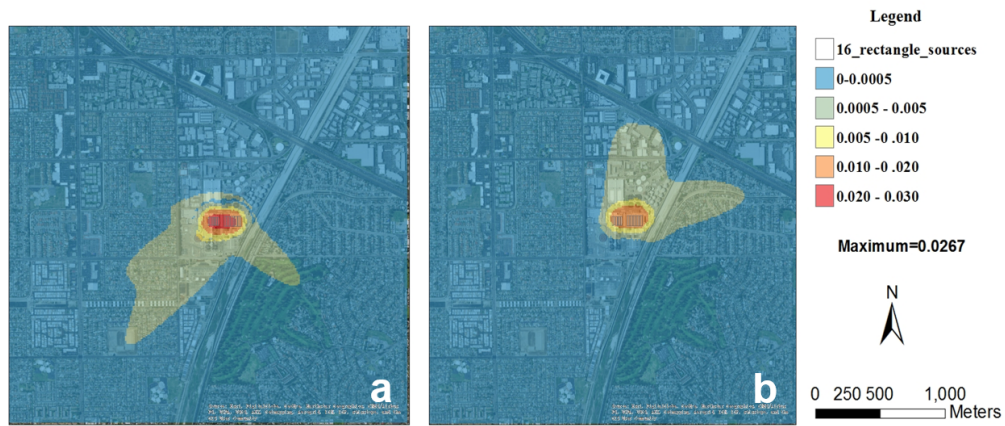 Legend
16_rectangle_sources
0-0.0005
0.0005 - 0.005
0.005 -0 .010
0.010 -0 .020
0.020 - 0.030
Maximum=0.0267
N
0 250 500 1,000
Meters
a
b